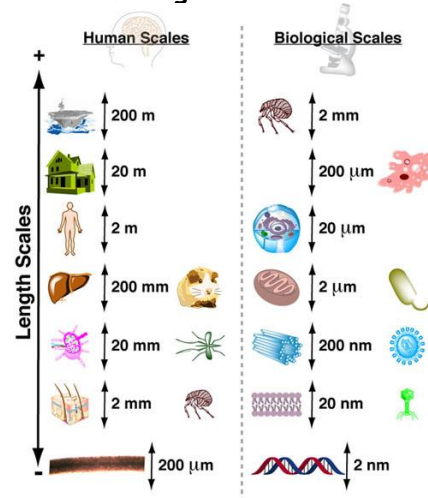 Human Scales
Biological Scales
+
Length Scales
-
200 m
20 m
2 m
200 mm
20 mm
2 mm
200 µm
2 mm
200 µm
20 µm
2 µm
200 nm
20 nm
2 nm